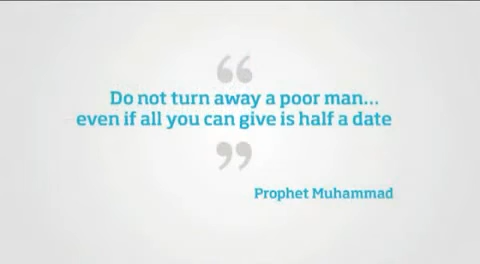 “
Do not turn away a poor man...
even if all you can give is half a date
”
Prophet Muhammad